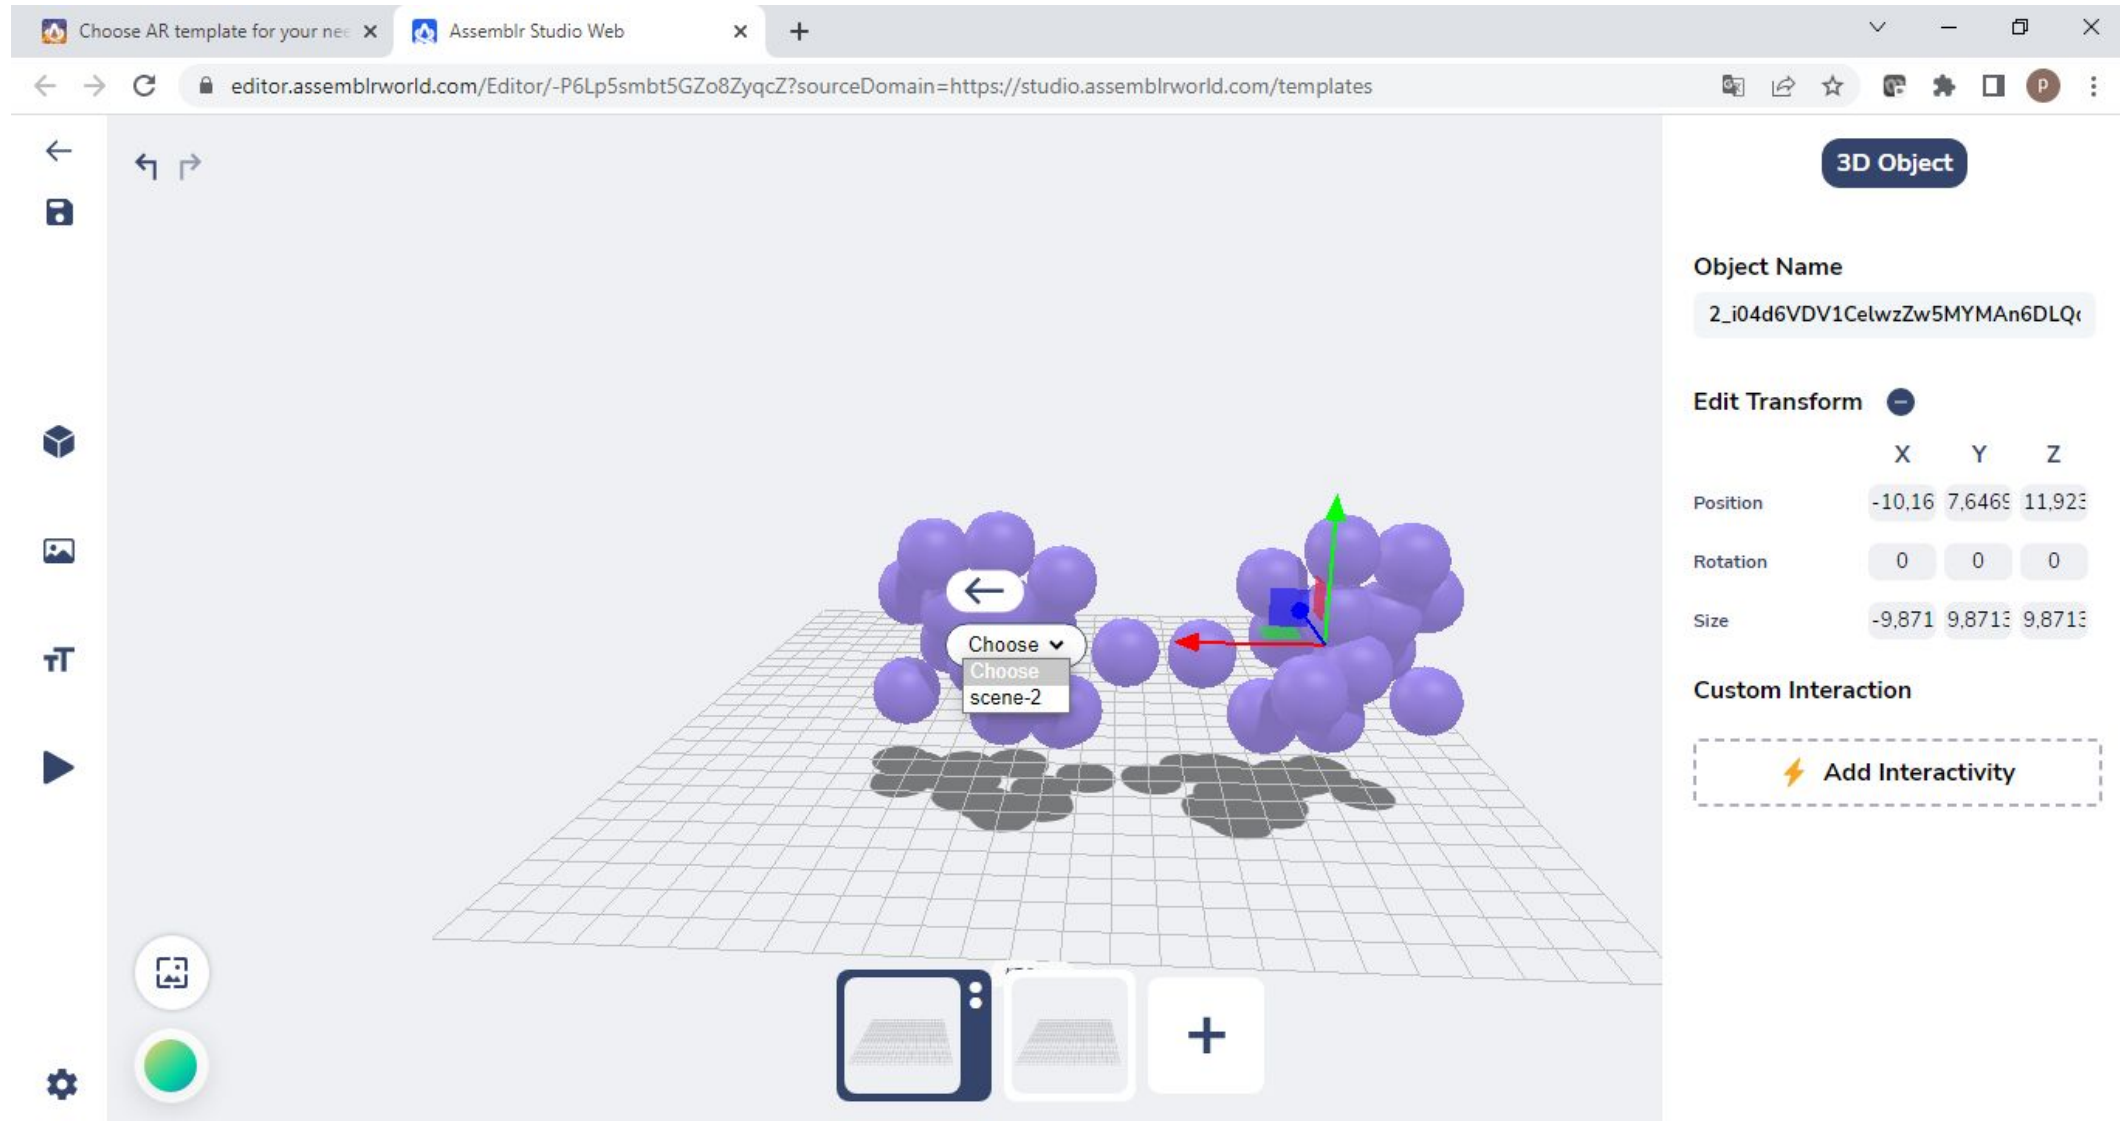 Choose AR template for your nee
Assemblr Studio Web
editor.assemblrworld.com/Editor/-P6Lp5smbt5GZo8ZyqcZ?sourceDomain=https://studio.assemblrworld.com/templates
P
3D Object
Object Name
2_i04d6VDV1CelwzZw5MYMAn6DLQ
Edit Transform
X Y Z
Position -10,16 7,6469 11,923
Rotation 0 0 0
Size -9,871 9,8713 9,8713
Custom Interaction
Add Interactivity
Choose
Choose
scene-2
TT